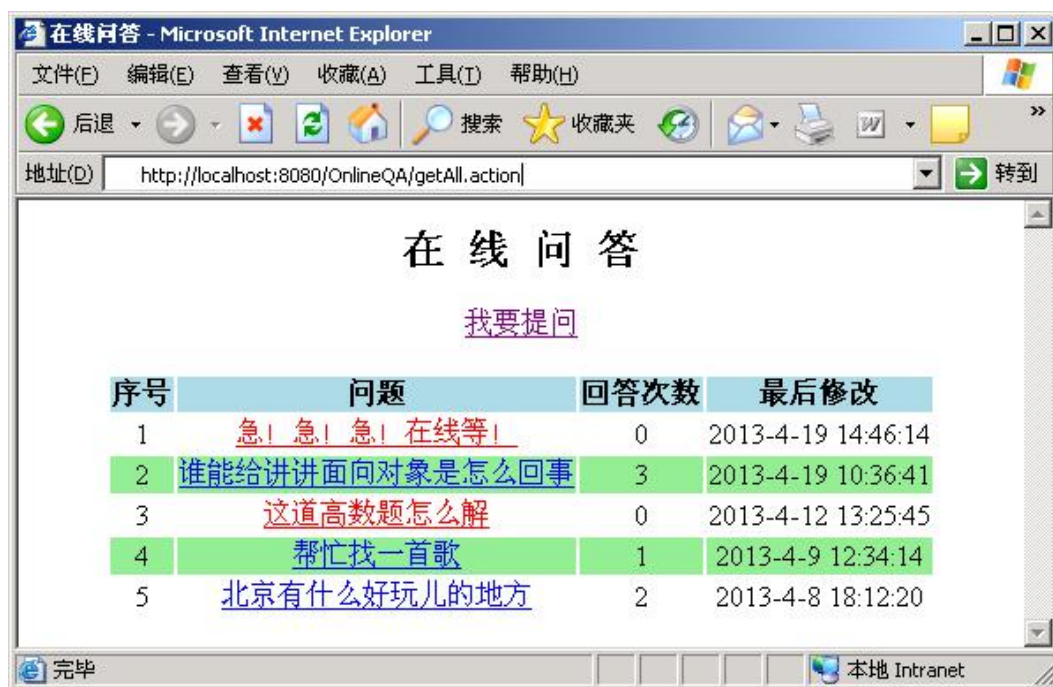 在线问答 - Microsoft Internet Explorer
文件(F) 编辑(E) 查看(V) 收藏(A) 工具(T) 帮助(H)
后退 搜索 收藏夹 W »
地址(D) http://localhost:8080/OnlineQA/getAll.action 转到
在 线 问 答
我要提问
序号 问题 回答次数 最后修改
1 急！急！急！在线等！ 0 2013-4-19 14:46:14
2 谁能给讲讲面向对象是怎么回事 3 2013-4-19 10:36:41
3 这道高数题怎么解 0 2013-4-12 13:25:45
4 帮忙找一首歌 1 2013-4-9 12:34:14
5 北京有什么好玩儿的地方 2 2013-4-8 18:12:20
完毕 本地 Intranet